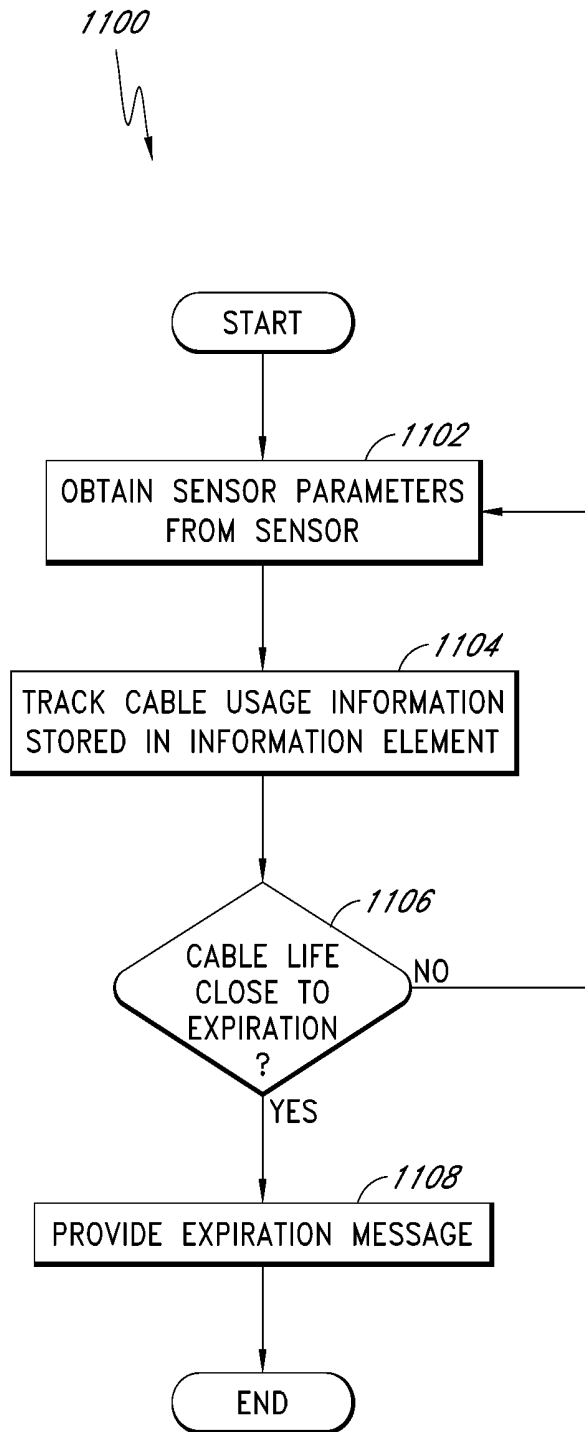 1100
START
1102
OBTAIN SENSOR PARAMETERS
FROM SENSOR
1104
TRACK CABLE USAGE INFORMATION
STORED IN INFORMATION ELEMENT
1106
CABLE LIFE
CLOSE TO
EXPIRATION
?
NO
YES
1108
PROVIDE EXPIRATION MESSAGE
END